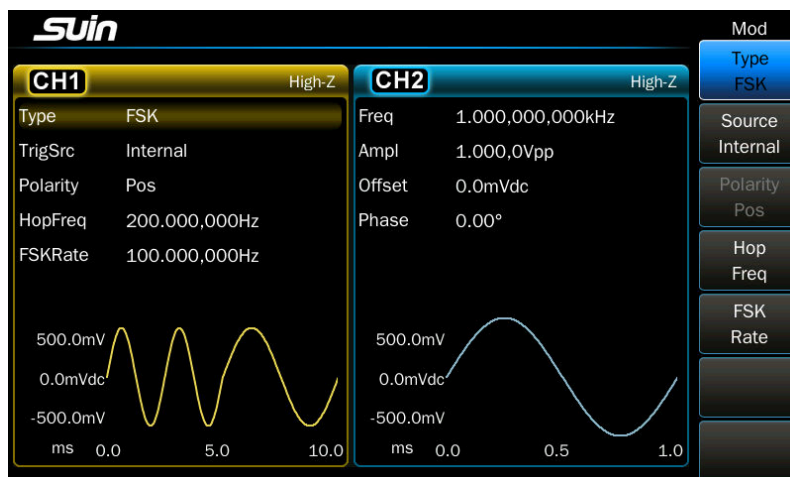 Suin
CH1 High-Z
Type FSK
TrigSrc Internal
Polarity Pos
HopFreq 200.000,000Hz
FSKRate 100.000,000Hz
500.0mV
0.0mVdc
-500.0mV
ms 0.0 5.0 10.0
CH2 High-Z
Freq 1.000,000,000kHz
Ampl 1.000,0Vpp
Offset 0.0mVdc
Phase 0.00°
500.0mV
0.0mVdc
-500.0mV
ms 0.0 0.5 1.0
Mod
Type
FSK
Source
Internal
Polarity
Pos
Hop
Freq
FSK
Rate